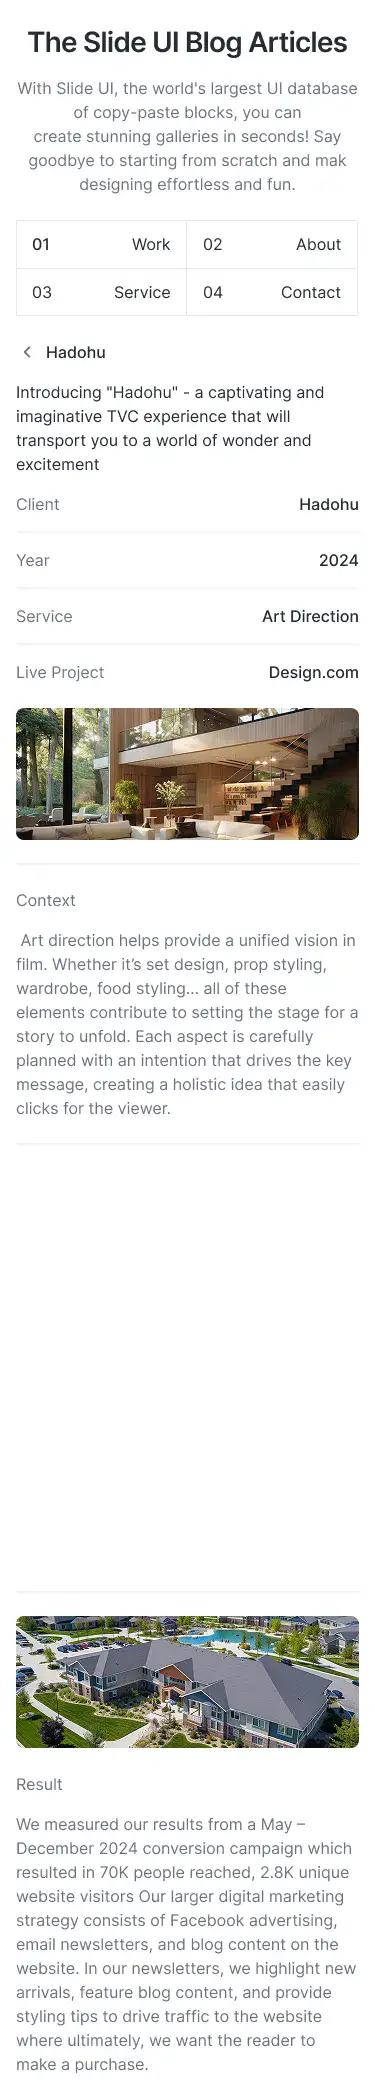 The Slide UI Blog Articles
With Slide UI, the world's largest UI database
of copy-paste blocks, you can
create stunning galleries in seconds! Say
goodbye to starting from scratch and mak
designing effortless and fun.
01 Work 02 About
03 Service 04 Contact
Hadohu
Introducing "Hadohu" - a captivating and
imaginative TVC experience that will
transport you to a world of wonder and
excitement
Client Hadohu
Year 2024
Service Art Direction
Live Project Design.com
Context
Art direction helps provide a unified vision in
film. Whether it’s set design, prop styling,
wardrobe, food styling... all of these
elements contribute to setting the stage for a
story to unfold. Each aspect is carefully
planned with an intention that drives the key
message, creating a holistic idea that easily
clicks for the viewer.
Result
We measured our results from a May –
December 2024 conversion campaign which
resulted in 70K people reached, 2.8K unique
website visitors Our larger digital marketing
strategy consists of Facebook advertising,
email newsletters, and blog content on the
website. In our newsletters, we highlight new
arrivals, feature blog content, and provide
styling tips to drive traffic to the website
where ultimately, we want the reader to
make a purchase.